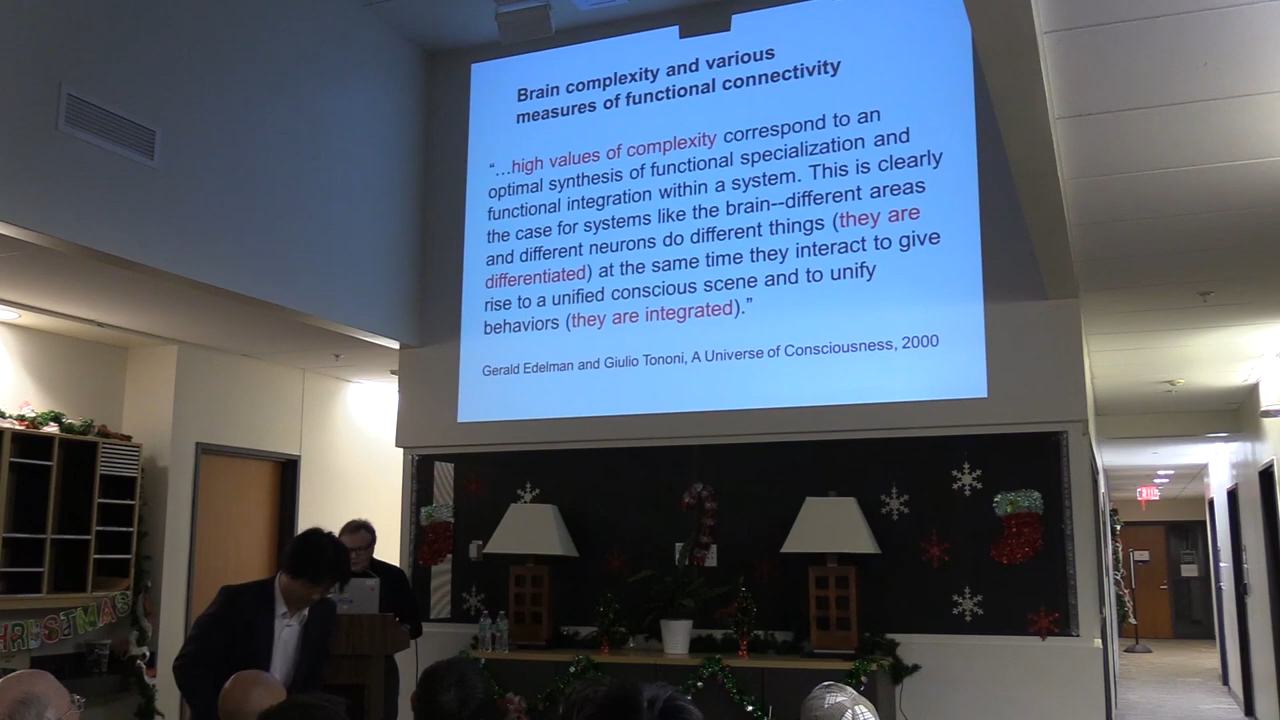 Brain complexity and various
measures of functional connectivity
“…high values of complexity correspond to an
optimal synthesis of functional specialization and
functional integration within a system. This is clearly
the case for systems like the brain--different areas
and different neurons do different things (they are
differentiated) at the same time they interact to give
rise to a unified conscious scene and to unify
behaviors (they are integrated).”
Gerald Edelman and Giulio Tononi, A Universe of Consciousness, 2000
CHRISTMAS
EXIT